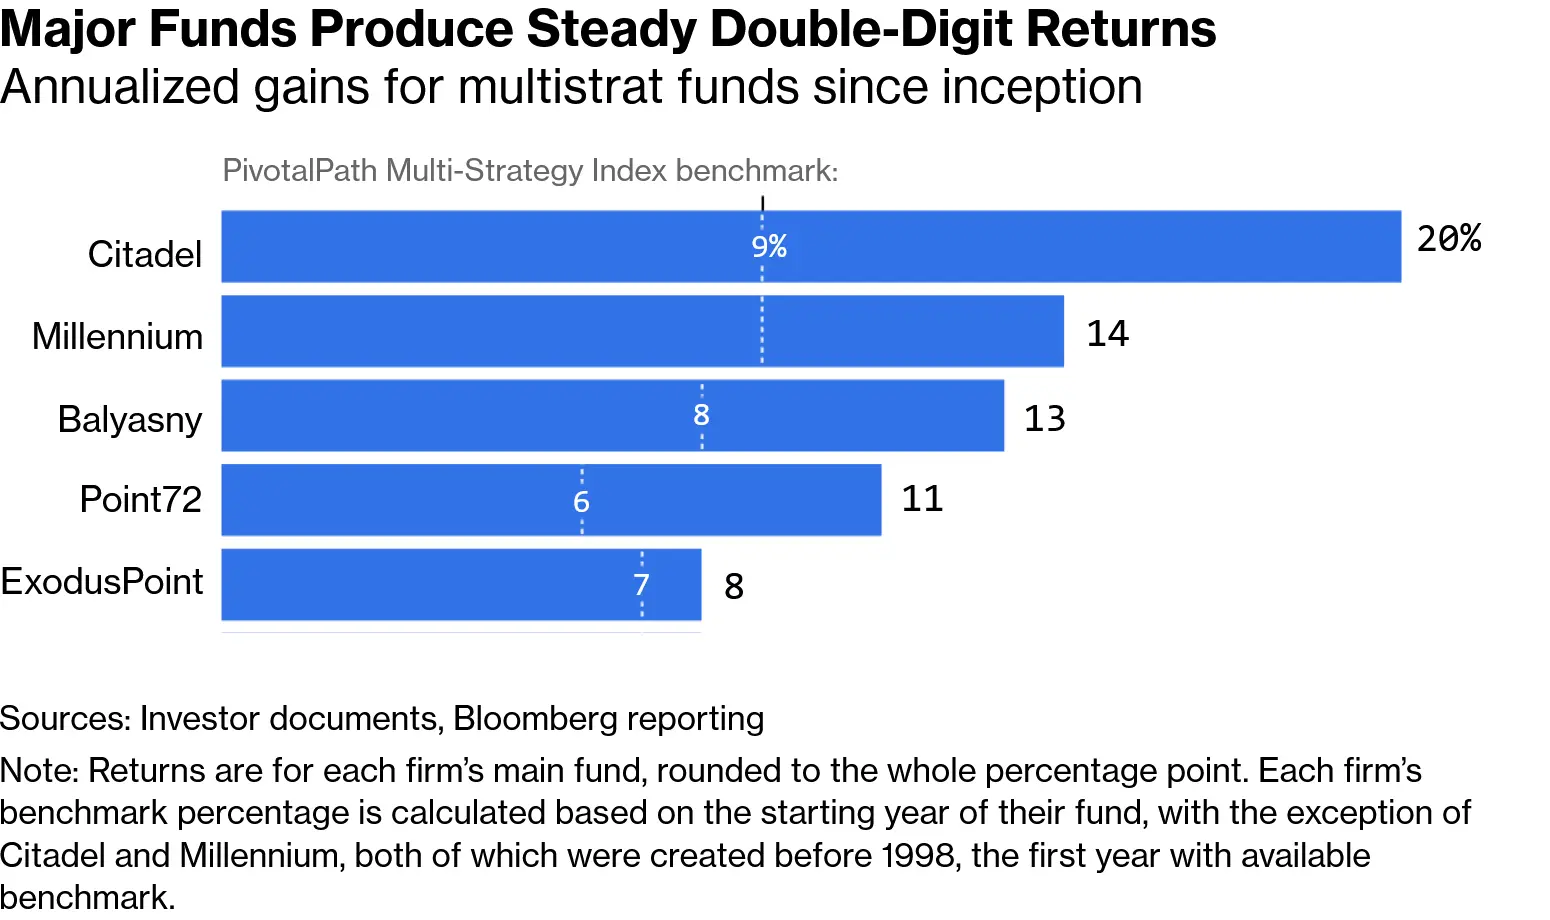 Major Funds Produce Steady Double-Digit Returns
Annualized gains for multistrat funds since inception
PivotalPath Multi-Strategy Index benchmark:
Citadel 9% 20%
Millennium 14
Balyasny 8 13
Point72 6 11
ExodusPoint 7 8
Sources: Investor documents, Bloomberg reporting
Note: Returns are for each firm’s main fund, rounded to the whole percentage point. Each firm’s
benchmark percentage is calculated based on the starting year of their fund, with the exception of
Citadel and Millennium, both of which were created before 1998, the first year with available
benchmark.